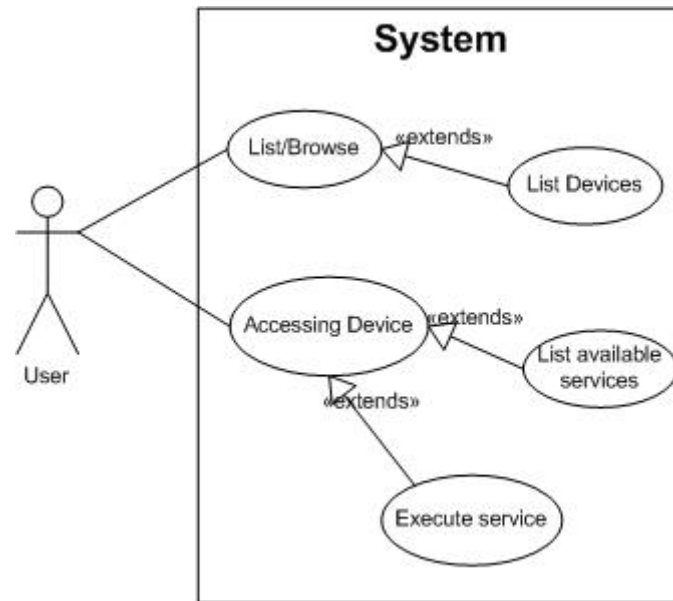 System
List/Browse
«extends»
List Devices
Accessing Device
«extends»
List available
services
User
«extends»
Execute service